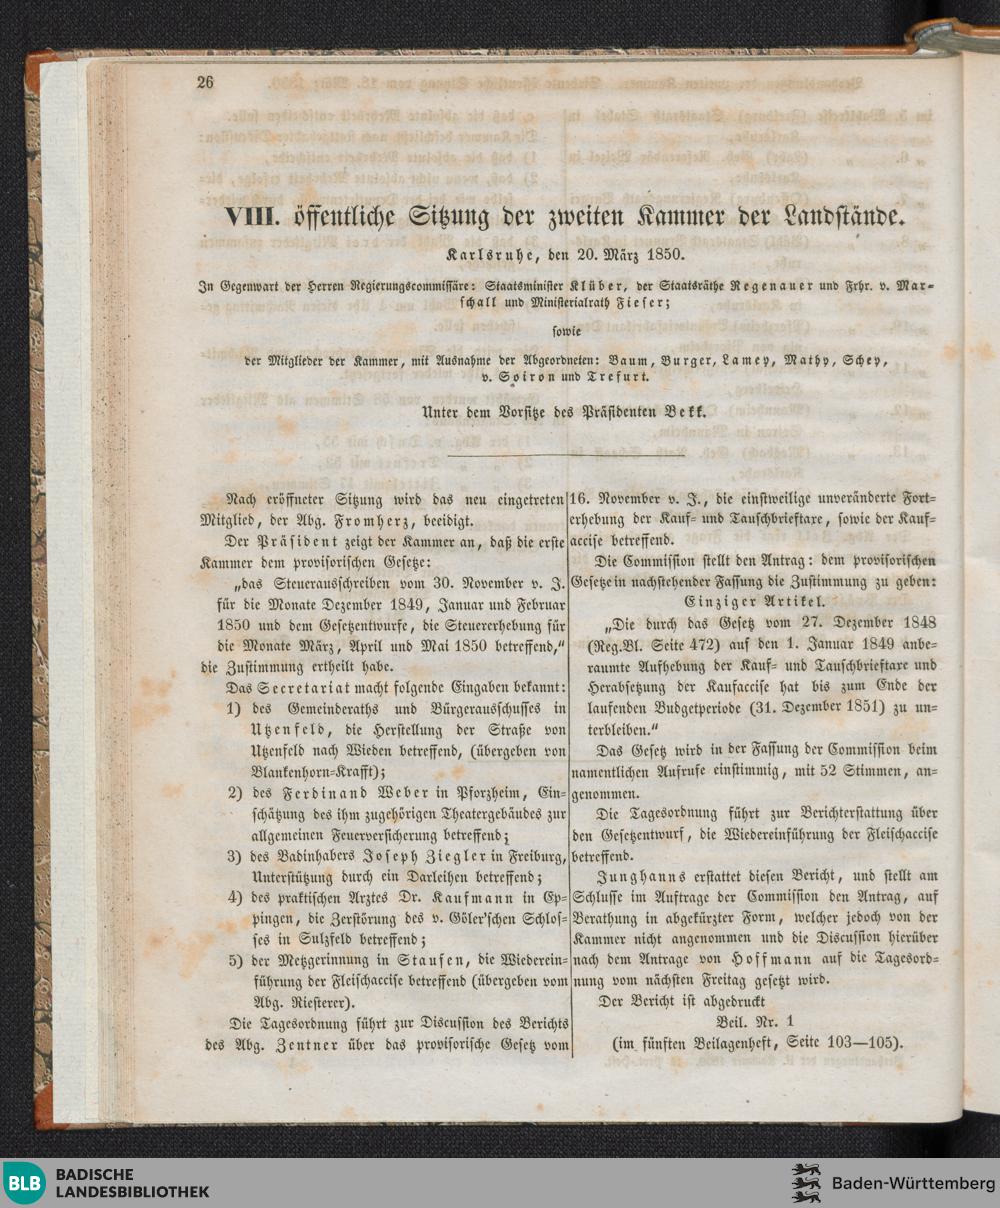 26
VIII. öffentliche Sitzung der zweiten Kammer der Landstände.
Karlsruhe, den 20. März 1850.
In Gegenwart der Herren Regierungscommissäre: Staatsminister Klüber, der Staatsräthe Regenauer und Frhr. v. Mar-
schall und Ministerialrath Fieser;
sowie
der Mitglieder der Kammer, mit Ausnahme der Abgeordneten: Baum, Burger, Lamey, Mathy, Schey,
v. Soiron und Trefurt.
Unter dem Vorsitze des Präsidenten Bekk.
Nach eröffneter Sitzung wird das neu eingetretene
Mitglied, der Abg. Fromherz, beeidigt.
Der Präsident zeigt der Kammer an, daß die erste
Kammer dem provisorischen Gesetze:
„das Steuerausschreiben vom 30. November v. J.
für die Monate Dezember 1849, Januar und Februar
1850 und dem Gesetzentwurfe, die Steuererhebung für
die Monate März, April und Mai 1850 betreffend,“
die Zustimmung ertheilt habe.
Das Secretariat macht folgende Eingaben bekannt:
1) des Gemeinderaths und Bürgerausschusses in
Utzenfeld, die Herstellung der Straße von
Utzenfeld nach Wieden betreffend, (übergeben von
Blankenhorn-Krafft);
2) des Ferdinand Weber in Pforzheim, Ein-
schätzung des ihm zugehörigen Theatergebäudes zur
allgemeinen Feuerversicherung betreffend;
3) des Badinhabers Joseph Ziegler in Freiburg,
Unterstützung durch ein Darleihen betreffend;
4) des praktischen Arztes Dr. Kaufmann in Ep-
pingen, die Zerstörung des v. Göler'schen Schlos-
ses in Sulzfeld betreffend;
5) der Metzgerinnung in Staufen, die Wiederein-
führung der Fleischaccise betreffend (übergeben vom
Abg. Riesterer).
Die Tagesordnung führt zur Discussion des Berichts
des Abg. Zentner über das provisorische Gesetz vom
16. November v. J., die einstweilige unveränderte Fort-
erhebung der Kauf- und Tauschbrieftaxe, sowie der Kauf-
accise betreffend.
Die Commission stellt den Antrag: dem provisorischen
Gesetze in nachstehender Fassung die Zustimmung zu geben:
Einziger Artikel.
„Die durch das Gesetz vom 27. Dezember 1848
(Reg.Bl. Seite 472) auf den 1. Januar 1849 anbe-
raumte Aufhebung der Kauf- und Tauschbrieftaxe und
Herabsetzung der Kaufaccise hat bis zum Ende der
laufenden Budgetperiode (31. Dezember 1851) zu un-
terbleiben.“
Das Gesetz wird in der Fassung der Commission beim
namentlichen Aufrufe einstimmig, mit 52 Stimmen, an-
genommen.
Die Tagesordnung führt zur Berichterstattung über
den Gesetzentwurf, die Wiedereinführung der Fleischaccise
betreffend.
Junghanns erstattet diesen Bericht, und stellt am
Schlusse im Auftrage der Commission den Antrag, auf
Berathung in abgekürzter Form, welcher jedoch von der
Kammer nicht angenommen und die Discussion hierüber
nach dem Antrage von Hoffmann auf die Tagesord-
nung vom nächsten Freitag gesetzt wird.
Der Bericht ist abgedruckt
Beil. Nr. 1
(im fünften Beilagenheft, Seite 103—105).
BLB
BADISCHE
LANDESBIBLIOTHEK
Baden-Württemberg